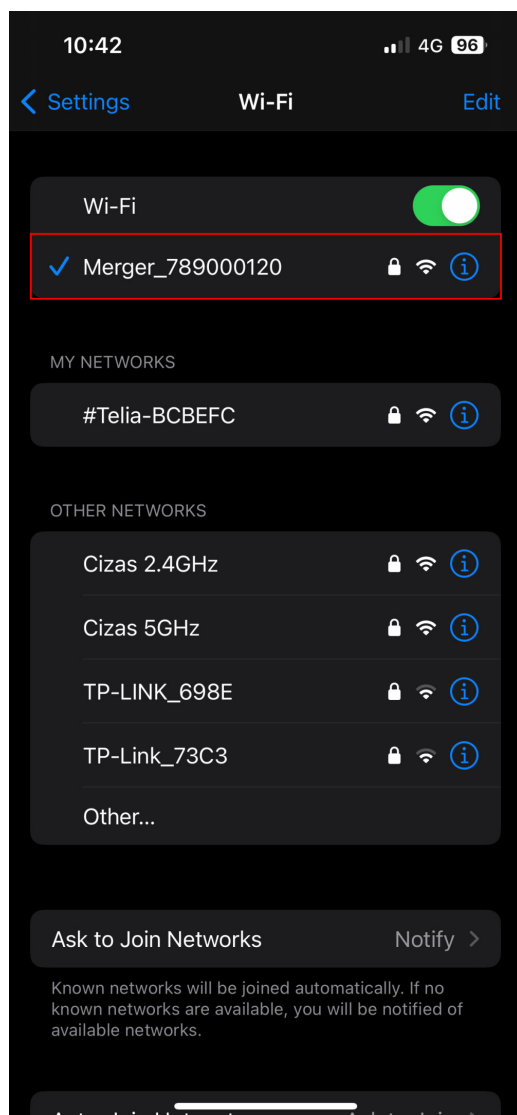 10:42 4G 96
Settings Wi-Fi Edit
Wi-Fi
Merger_789000120
MY NETWORKS
#Telia-BCBEFC
OTHER NETWORKS
Cizas 2.4GHz
Cizas 5GHz
TP-LINK_698E
TP-Link_73C3
Other...
Ask to Join Networks Notify
Known networks will be joined automatically. If no
known networks are available, you will be notified of
available networks.